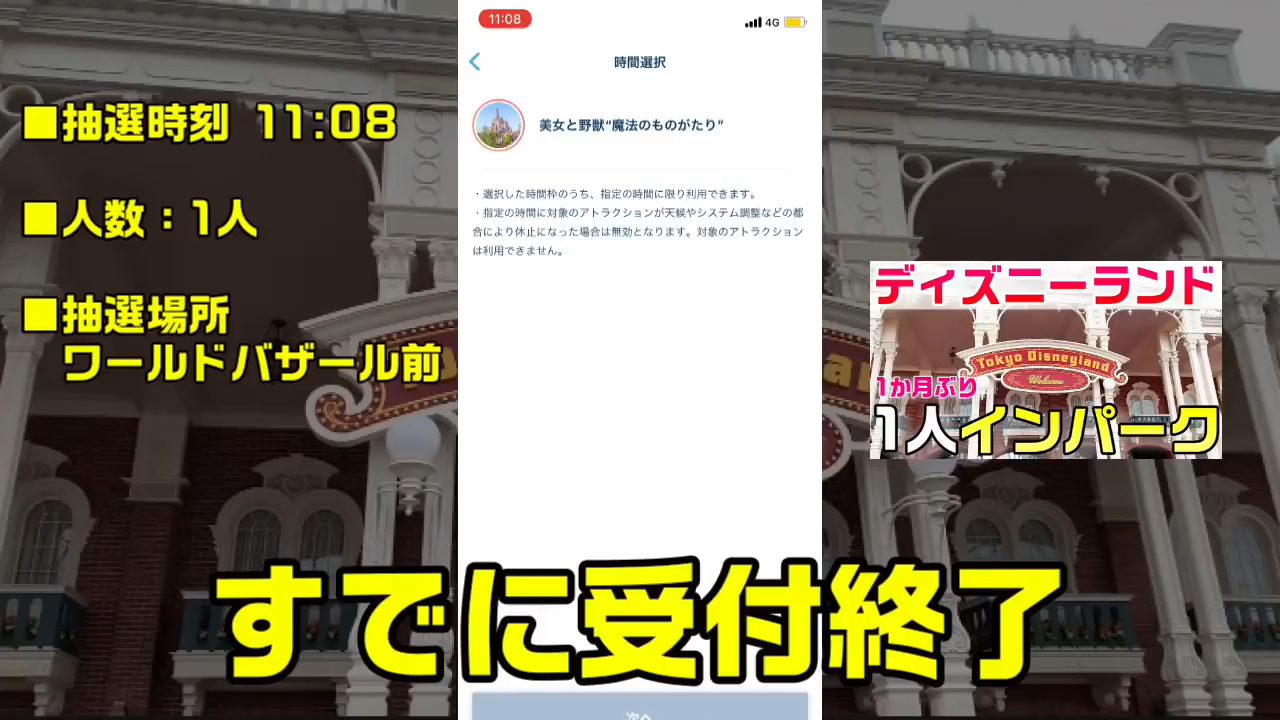 ■抽選時刻 11:08
■人数：1人
■抽選場所
ワールドバザール前
11:08
4G
時間選択
美女と野獣“魔法のものがたり”
・選択した時間枠のうち、指定の時間に限り利用できます。
・指定の時間に対象のアトラクションが天候やシステム調整などの都
合により休止になった場合は無効となります。対象のアトラクション
は利用できません。
ディズニーランド
Tokyo Disneyland
Welcome
1か月ぶり
1人インパーク
すでに受付終了
次へ